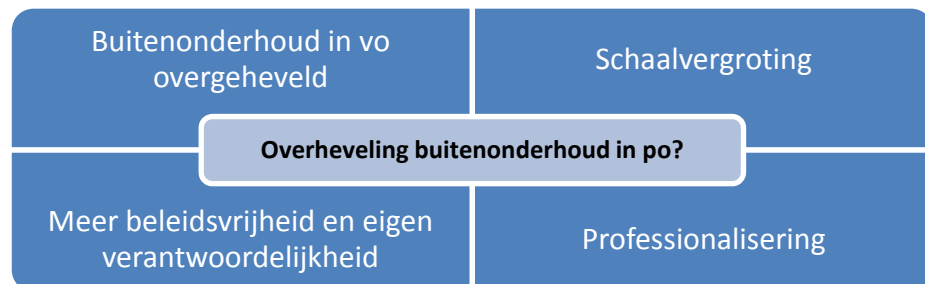 Buitenonderhoud in vo
overgeheveld
Schaalvergroting
Overheveling buitenonderhoud in po?
Meer beleidsvrijheid en eigen
verantwoordelijkheid
Professionalisering